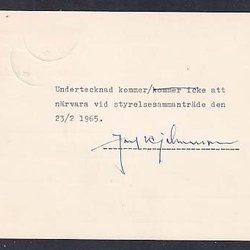 Undertecknad kommer/kommer icke att
närvara vid styrelsesammanträde den
23/2 1965.